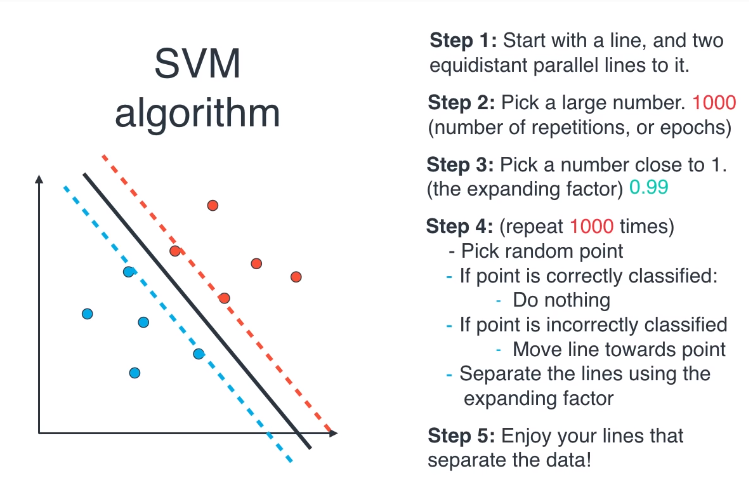 SVM
algorithm
Step 1: Start with a line, and two
equidistant parallel lines to it.
Step 2: Pick a large number. 1000
(number of repetitions, or epochs)
Step 3: Pick a number close to 1.
(the expanding factor) 0.99
Step 4: (repeat 1000 times)
- Pick random point
- If point is correctly classified:
- Do nothing
- If point is incorrectly classified
- Move line towards point
- Separate the lines using the
expanding factor
Step 5: Enjoy your lines that
separate the data!